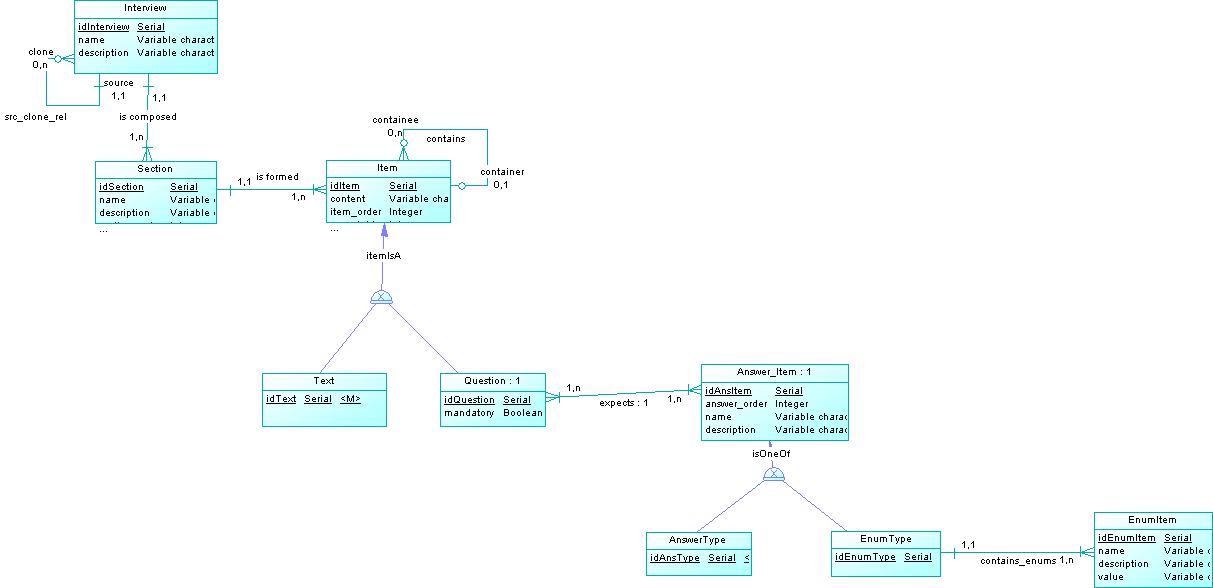 Interview
idInterview Serial
name Variable charact
description Variable charact
clone
0,n
source
1,1
1,1
src_clone_rel
is composed
1,n
containee
0,n
contains
container
0,1
Section
idSection Serial
name Variable
description Variable
...
1,1
is formed
1,n
Item
idItem Serial
content Variable cha
item_order Integer
...
itemIsA
Text
idText Serial <M>
Question : 1
idQuestion Serial
mandatory Boolean
1,n
expects : 1
1,n
Answer_Item : 1
idAnsItem Serial
answer_order Integer
name Variable charac
description Variable charac
isOneOf
AnswerType
idAnsType Serial <
EnumType
idEnumType Serial
1,1
contains_enums
1,n
EnumItem
idEnumItem Serial
name Variable c
description Variable c
value Variable c